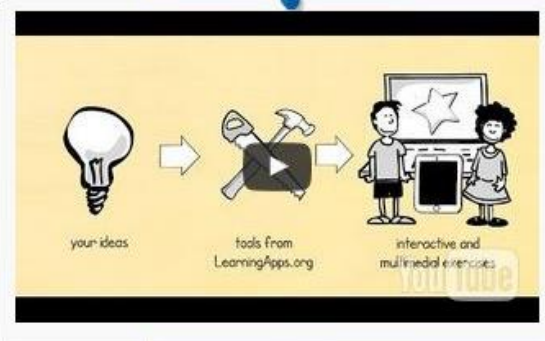 your ideas
tools from
LearningApps.org
interactive and
multimedial exercises
YouTube